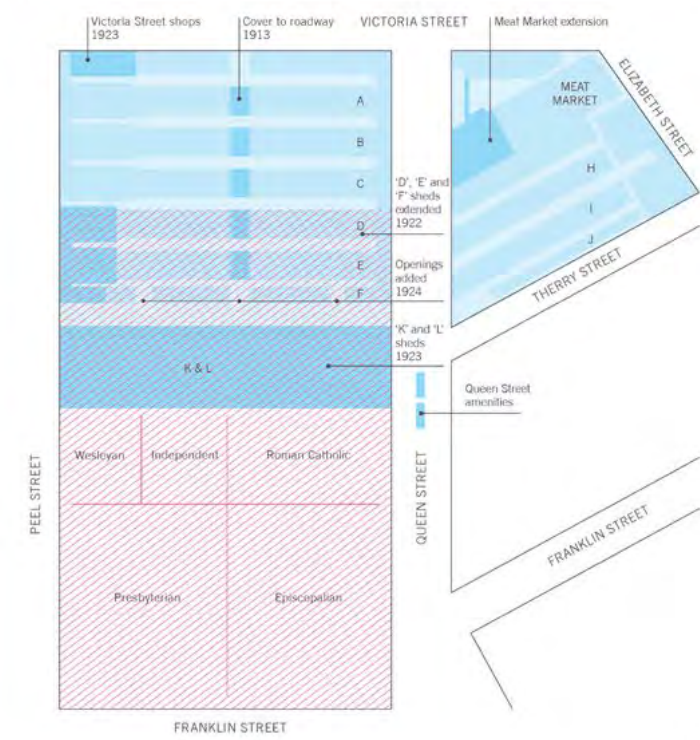 Victoria Street shops
1923
Cover to roadway
1913
VICTORIA STREET
Meat Market extension
MEAT
MARKET
ELIZABETH STREET
A
B
C
D
E
F
H
I
J
'D', 'E' and
'F' sheds
extended
1922
Openings
added
1924
THERRY STREET
'K' and 'L'
sheds
1923
K & L
Queen Street
amenities
Wesleyan
Independent
Roman Catholic
PEEL STREET
QUEEN STREET
FRANKLIN STREET
Presbyterian
Episcopalian
FRANKLIN STREET